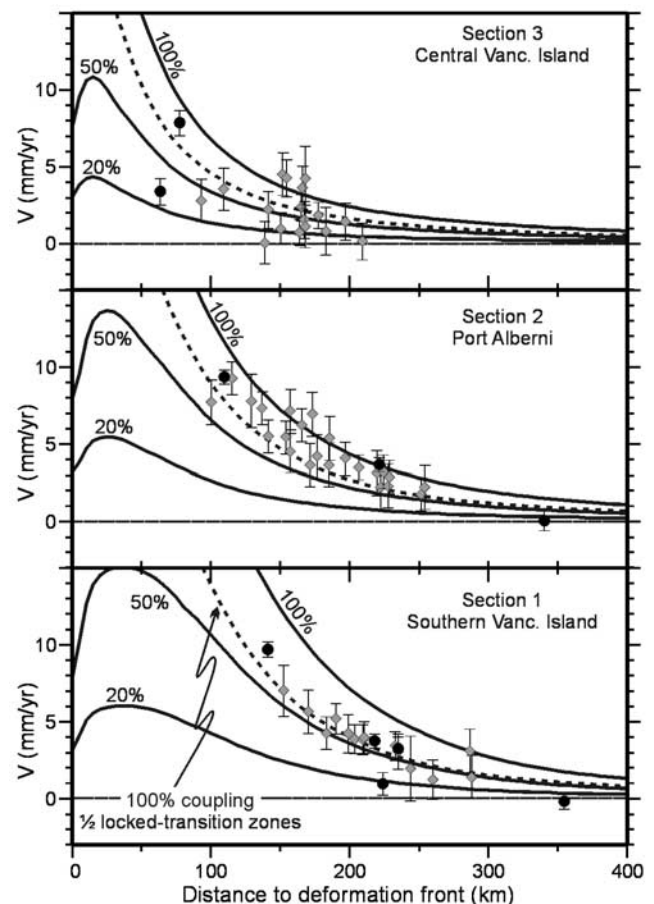 Section 3
Central Vanc. Island
100%
50%
20%
10
5
0
V (mm/yr)
Section 2
Port Alberni
100%
50%
20%
10
5
0
V (mm/yr)
Section 1
Southern Vanc. Island
100%
50%
20%
10
5
0
V (mm/yr)
100% coupling
½ locked-transition zones
0 100 200 300 400
Distance to deformation front (km)